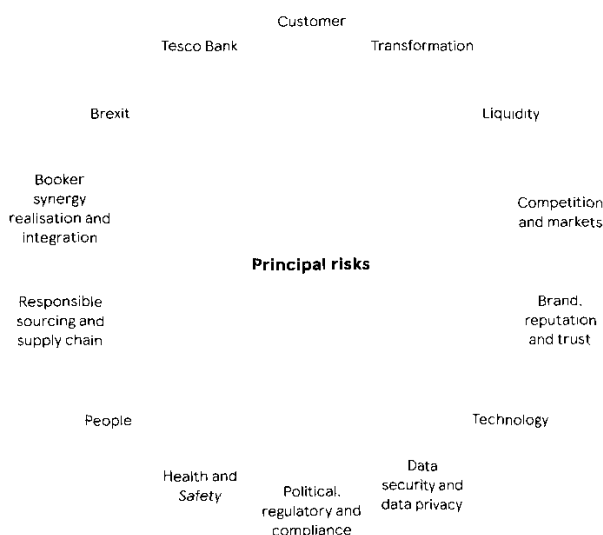 Customer
Tesco Bank
Transformation
Brexit
Liquidity
Booker
synergy
realisation and
integration
Competition
and markets
Principal risks
Responsible
sourcing and
supply chain
Brand,
reputation
and trust
People
Technology
Health and
Safety
Political,
regulatory and
compliance
Data
security and
data privacy